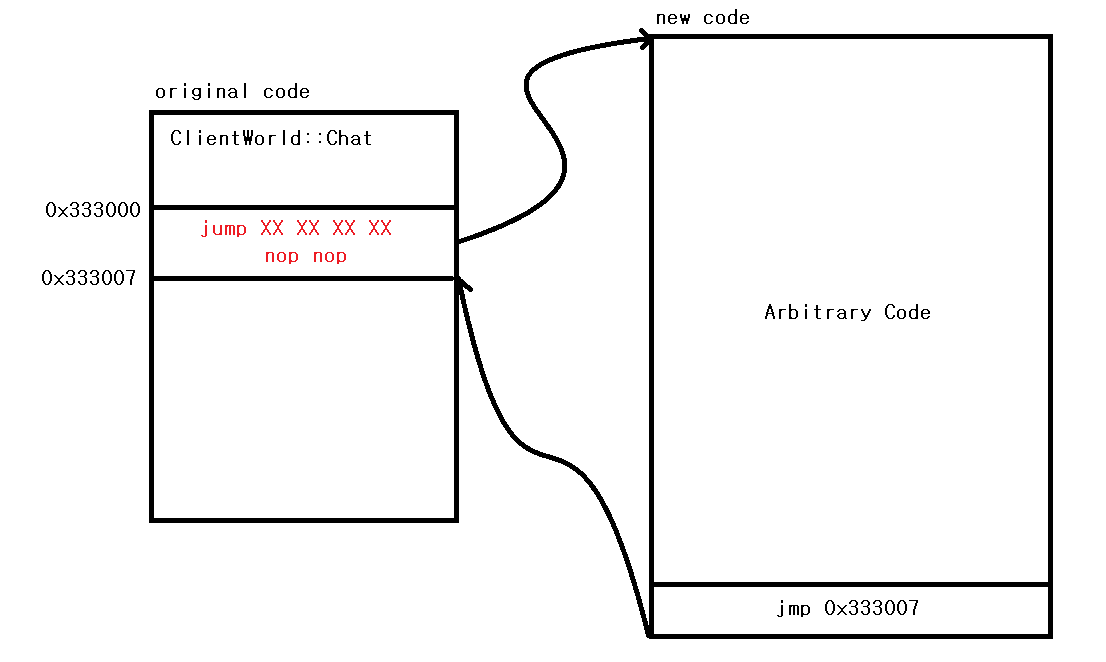 new code
original code
ClientWorld::Chat
0x333000
jump XX XX XX XX
nop nop
0x333007
Arbitrary Code
jmp 0x333007